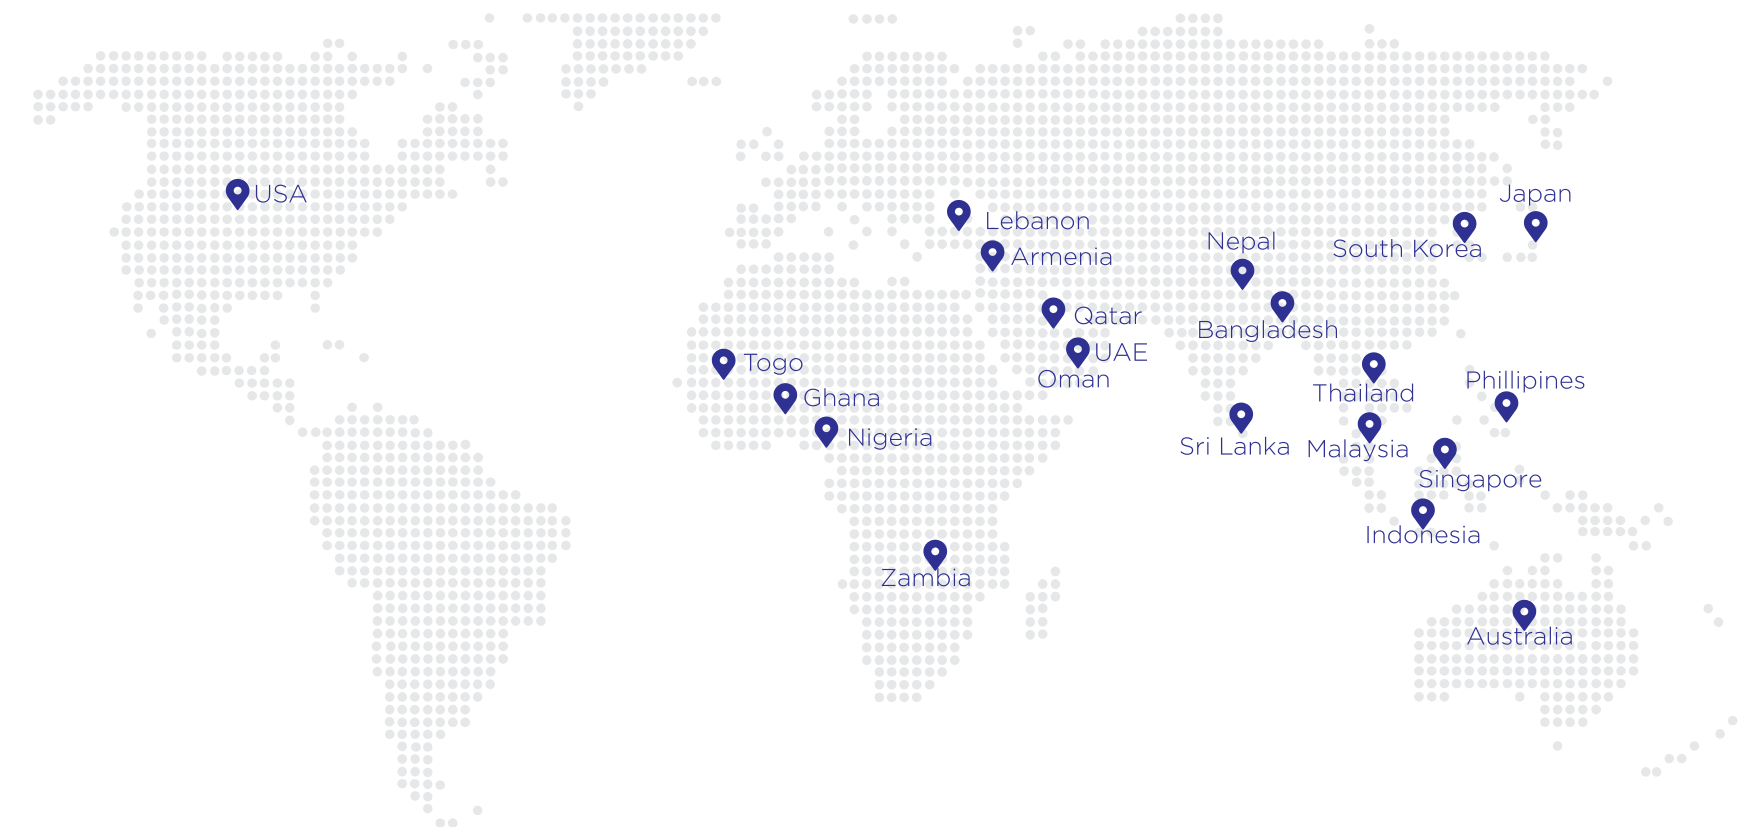 USA
Japan
Lebanon
Nepal
South Korea
Armenia
Qatar
Bangladesh
UAE
Togo
Oman
Phillipines
Thailand
Ghana
Nigeria
Sri Lanka
Malaysia
Singapore
Indonesia
Zambia
Australia